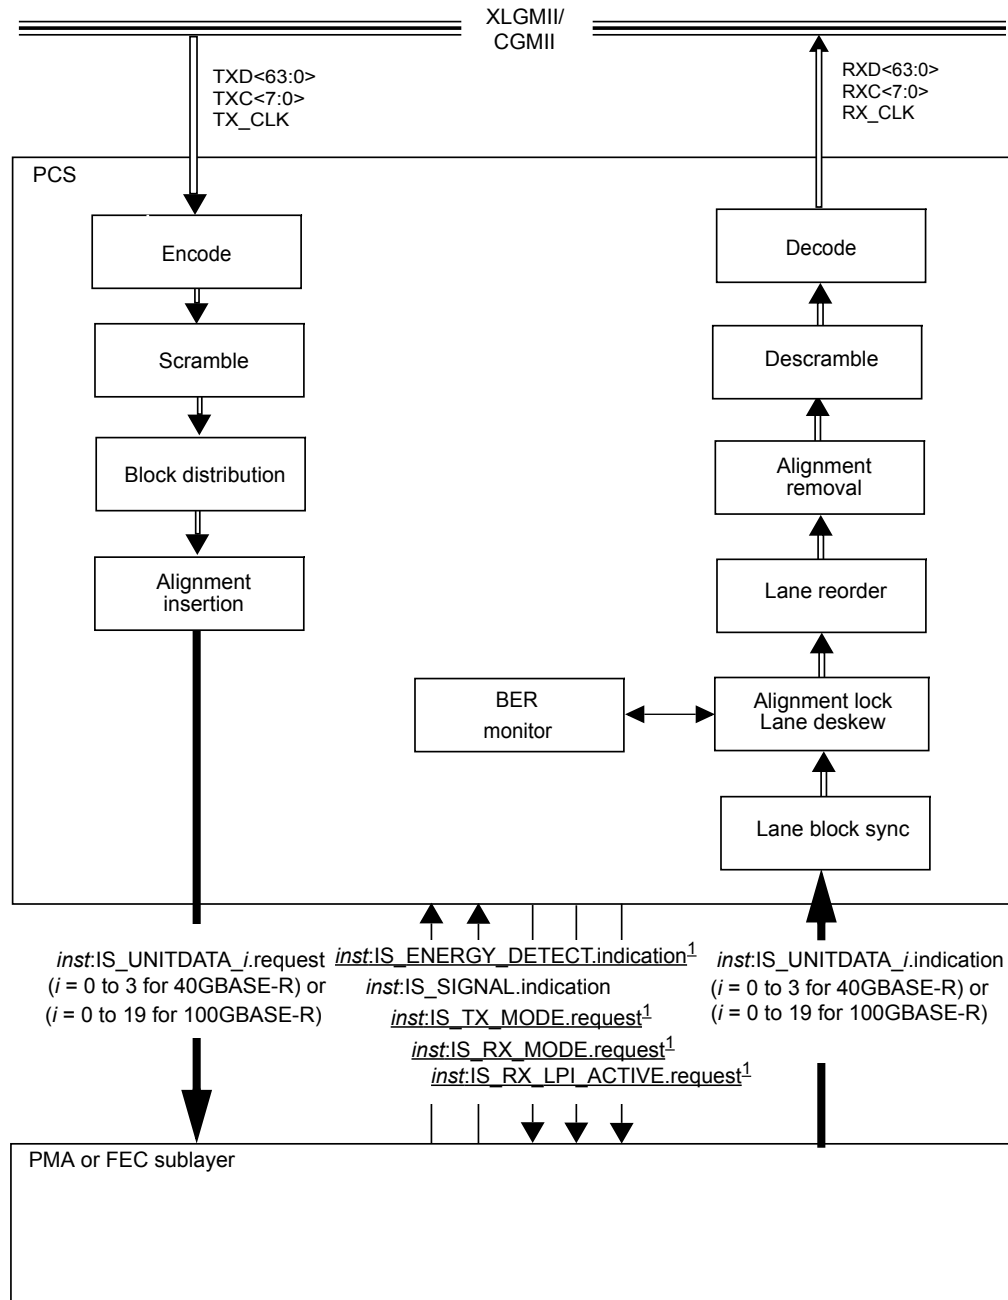 XLGMII/
CGMII
TXD<63:0>
TXC<7:0>
TX_CLK
RXD<63:0>
RXC<7:0>
RX_CLK
PCS
Encode
Scramble
Block distribution
Alignment
insertion
Decode
Descramble
Alignment
removal
Lane reorder
Alignment lock
Lane deskew
BER
monitor
Lane block sync
inst:IS_UNITDATA_i.request
(i = 0 to 3 for 40GBASE-R) or
(i = 0 to 19 for 100GBASE-R)
inst:IS_ENERGY_DETECT.indication1
inst:IS_SIGNAL.indication
inst:IS_TX_MODE.request1
inst:IS_RX_MODE.request1
inst:IS_RX_LPI_ACTIVE.request1
inst:IS_UNITDATA_i.indication
(i = 0 to 3 for 40GBASE-R) or
(i = 0 to 19 for 100GBASE-R)
PMA or FEC sublayer